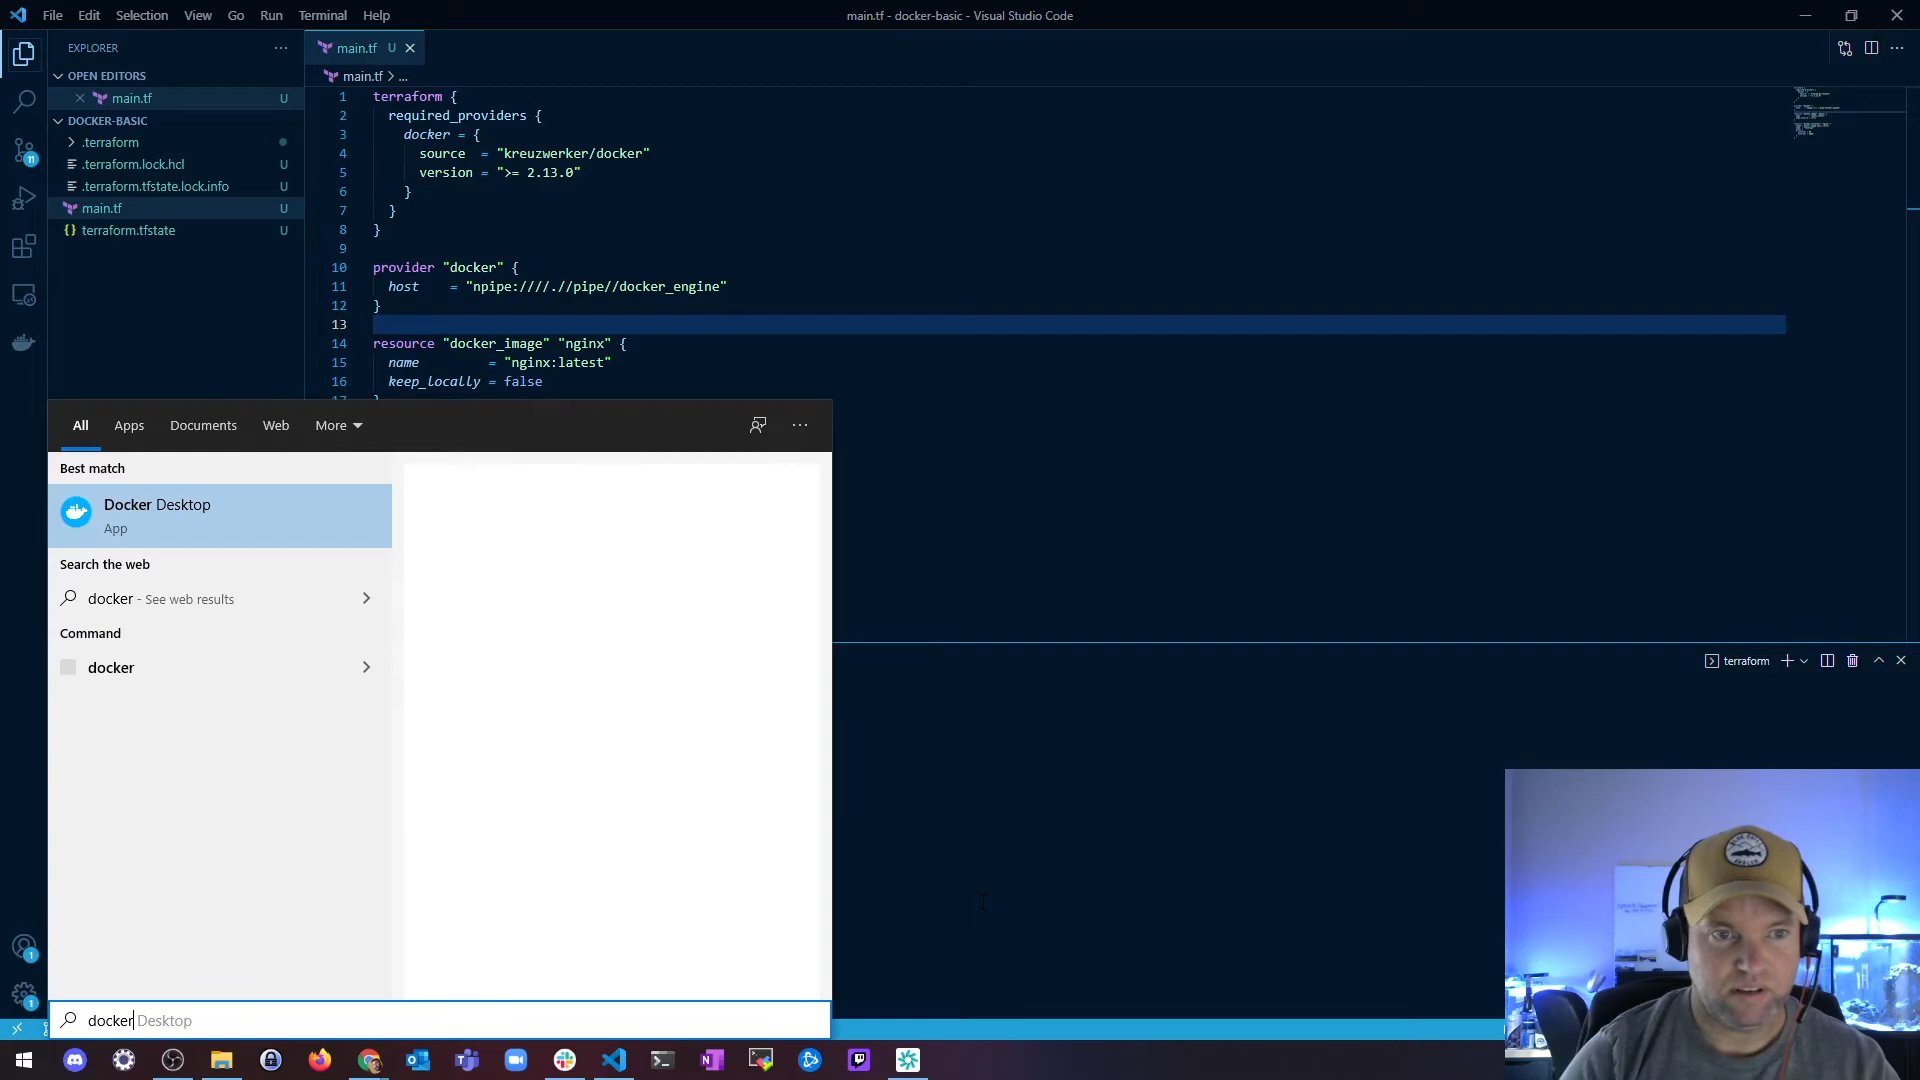 File Edit Selection View Go Run Terminal Help
main.tf - docker-basic - Visual Studio Code
EXPLORER
main.tf U
OPEN EDITORS
main.tf > ...
main.tf U
DOCKER-BASIC
.terraform
.terraform.lock.hcl U
.terraform.tfstate.lock.info U
main.tf U
{} terraform.tfstate U
11
1 terraform {
2 required_providers {
3 docker = {
4 source = "kreuzwerker/docker"
5 version = ">= 2.13.0"
6 }
7 }
8 }
9
10 provider "docker" {
11 host = "npipe:////.//pipe//docker_engine"
12 }
13
14 resource "docker_image" "nginx" {
15 name = "nginx:latest"
16 keep_locally = false
17 }
All Apps Documents Web More
Best match
Docker Desktop
App
Search the web
docker - See web results
Command
docker
terraform
1
1
docker Desktop